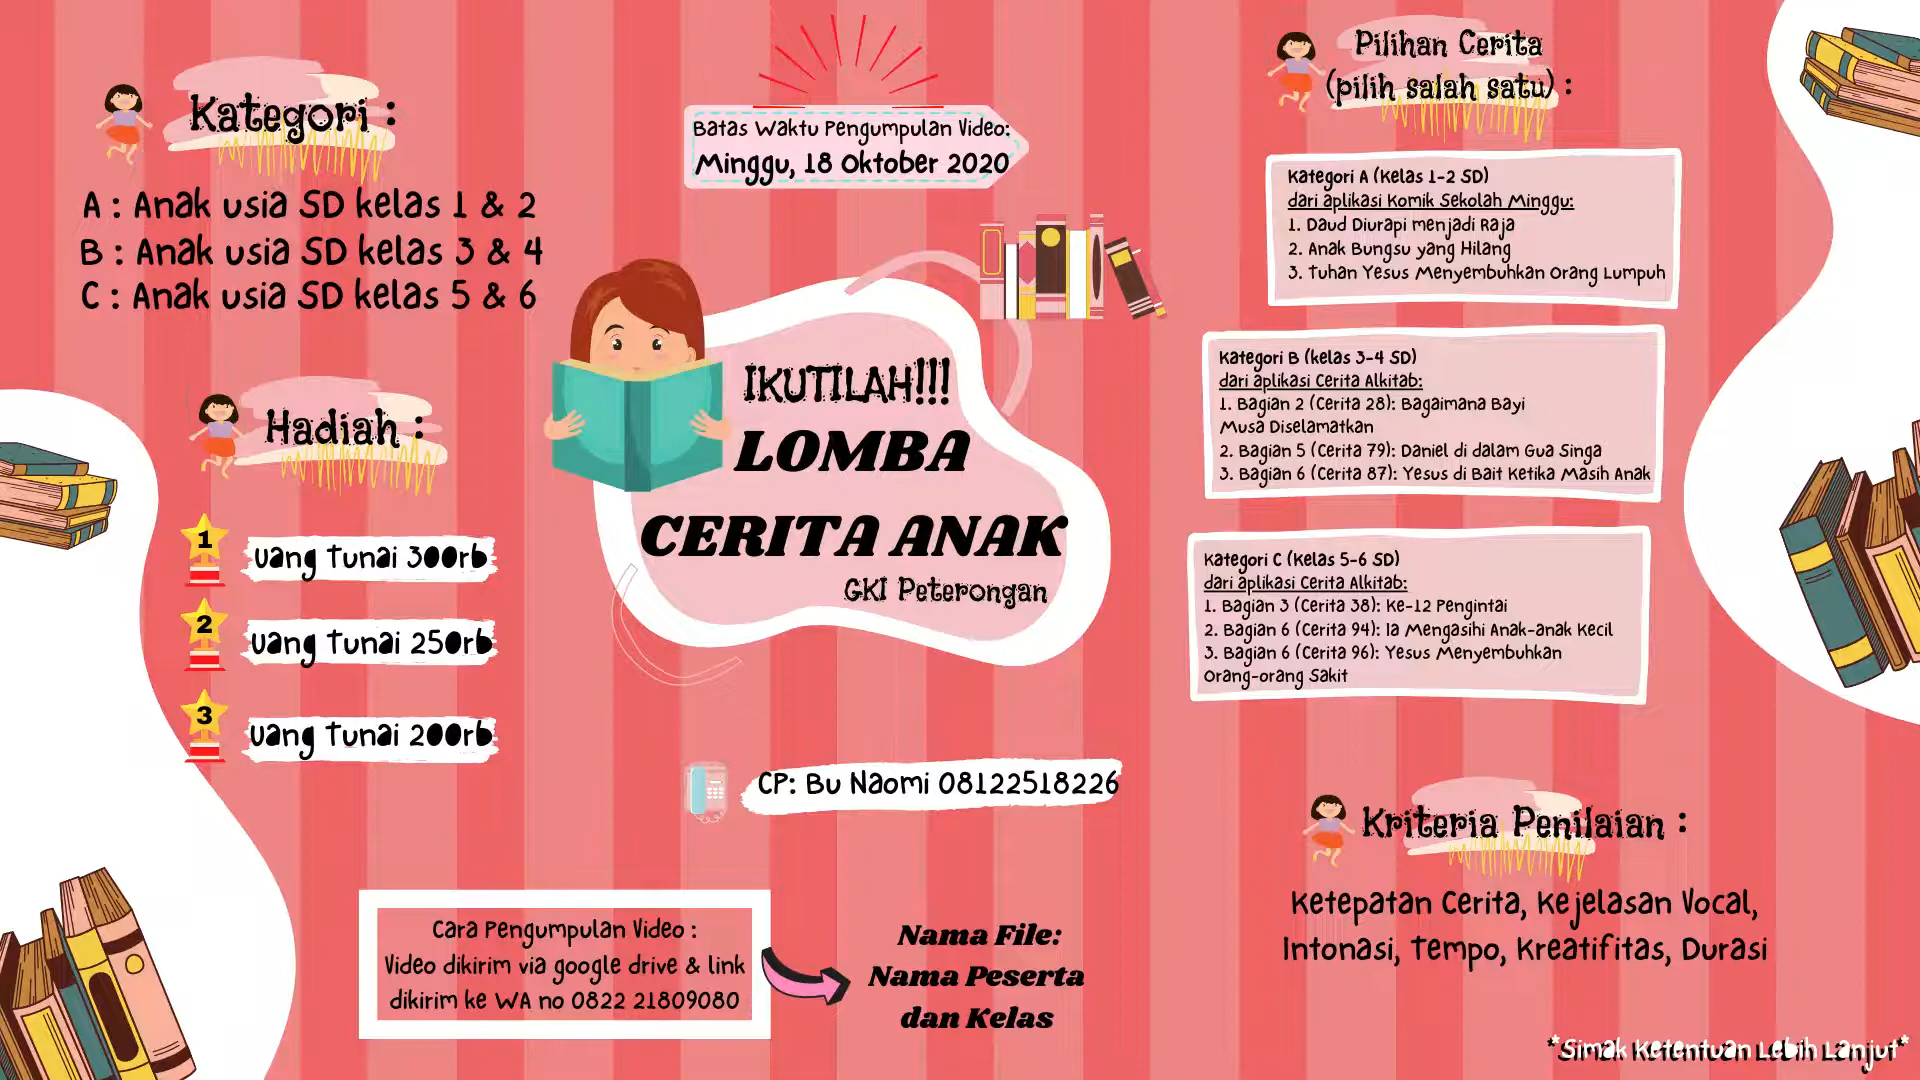 Kategori :
A : Anak usia SD kelas 1 & 2
B : Anak usia SD kelas 3 & 4
C : Anak usia SD kelas 5 & 6
Hadiah :
1
uang Tunai 300rb
2
uang Tunai 250rb
3
uang Tunai 200rb
Batas Waktu Pengumpulan Video:
Minggu, 18 Oktober 2020
IKUTILAH!!!
LOMBA
CERITA ANAK
GKI Peterongan
CP: Bu Naomi 08122518226
Cara Pengumpulan Video :
Video dikirim via google drive & link
dikirim ke WA no 0822 21809080
Nama File:
Nama Peserta
dan Kelas
Pilihan Cerita
(pilih salah satu) :
Kategori A (Kelas 1-2 SD)
dari aplikasi Komik Sekolah Minggu:
1. Daud Diurapi menjadi Raja
2. Anak Bungsu yang Hilang
3. Tuhan Yesus Menyembuhkan Orang Lumpuh
Kategori B (kelas 3-4 SD)
dari aplikasi Cerita Alkitab:
1. Bagian 2 (Cerita 28): Bagaimana Bayi
Musa Diselamatkan
2. Bagian 5 (Cerita 79): Daniel di dalam Gua Singa
3. Bagian 6 (Cerita 87): Yesus di Bait Ketika Masih Anak
Kategori C (Kelas 5-6 SD)
dari aplikasi Cerita Alkitab:
1. Bagian 3 (Cerita 38): Ke-12 Pengintai
2. Bagian 6 (Cerita 94): Ia Mengasihi Anak-anak Kecil
3. Bagian 6 (Cerita 96): Yesus Menyembuhkan
Orang-orang Sakit
Kriteria Penilaian :
Ketepatan Cerita, Kejelasan Vocal,
Intonasi, Tempo, Kreatifitas, Durasi
*Simak Ketentuan Lebih Lanjut*